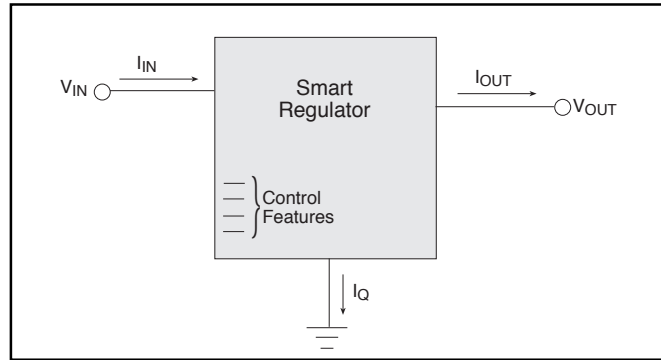 I_IN
V_IN
Smart
Regulator
I_OUT
V_OUT
Control
Features
I_Q